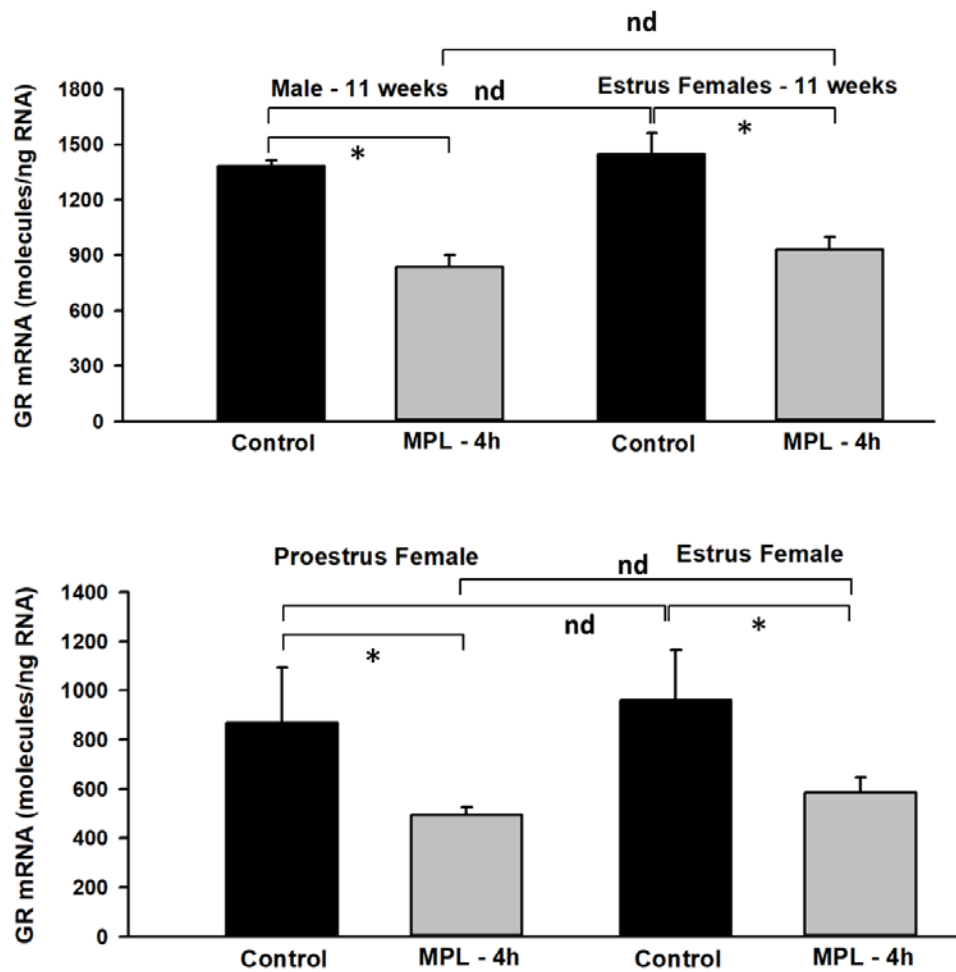 nd
Male - 11 weeks
nd
Estrus Females - 11 weeks
GR mRNA (molecules/ng RNA)
1800
1500
1200
900
600
300
0
*
*
Control
MPL - 4h
Control
MPL - 4h
Proestrus Female
nd
Estrus Female
GR mRNA (molecules/ng RNA)
1400
1200
1000
800
600
400
200
0
*
nd
*
Control
MPL - 4h
Control
MPL - 4h